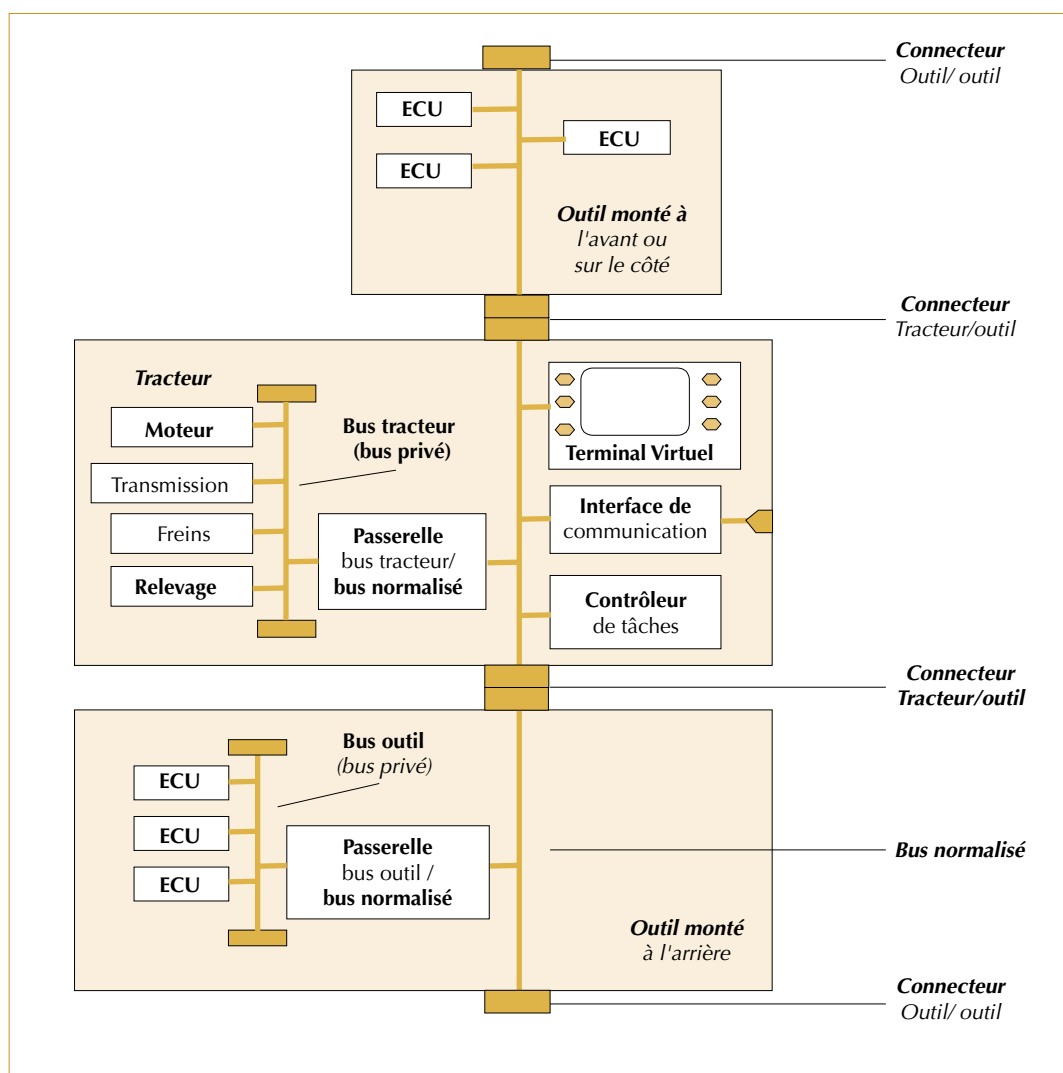 Connecteur
Outil/ outil
ECU
ECU
ECU
Outil monté à
l'avant ou
sur le côté
Connecteur
Tracteur/outil
Tracteur
Moteur
Transmission
Freins
Relevage
Bus tracteur
(bus privé)
Passerelle
bus tracteur/
bus normalisé
Terminal Virtuel
Interface de
communication
Contrôleur
de tâches
Connecteur
Tracteur/outil
Bus outil
(bus privé)
ECU
ECU
ECU
Passerelle
bus outil /
bus normalisé
Bus normalisé
Outil monté
à l'arrière
Connecteur
Outil/ outil